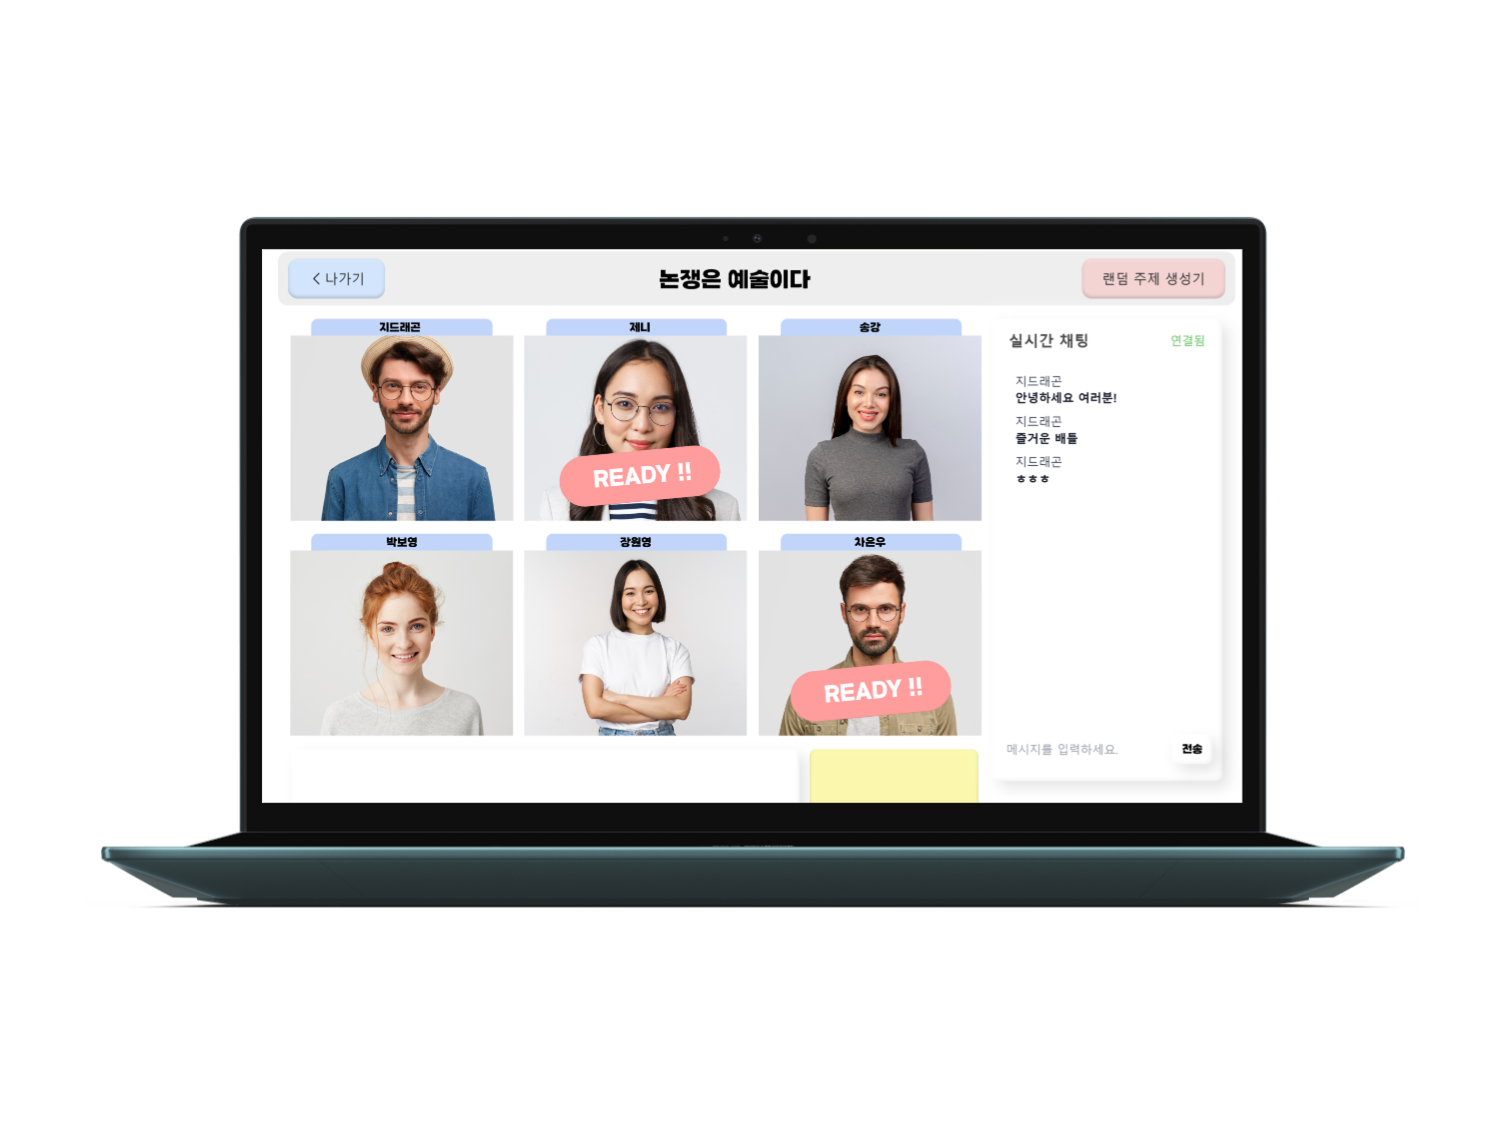 < 나가기
논쟁은 예술이다
랜덤 주제 생성기
지드래곤
제니
송강
READY !!
박보영
장원영
차은우
READY !!
실시간 채팅
연결됨
지드래곤
안녕하세요 여러분!
지드래곤
즐거운 배틀
지드래곤
ㅎㅎㅎ
메시지를 입력하세요.
전송